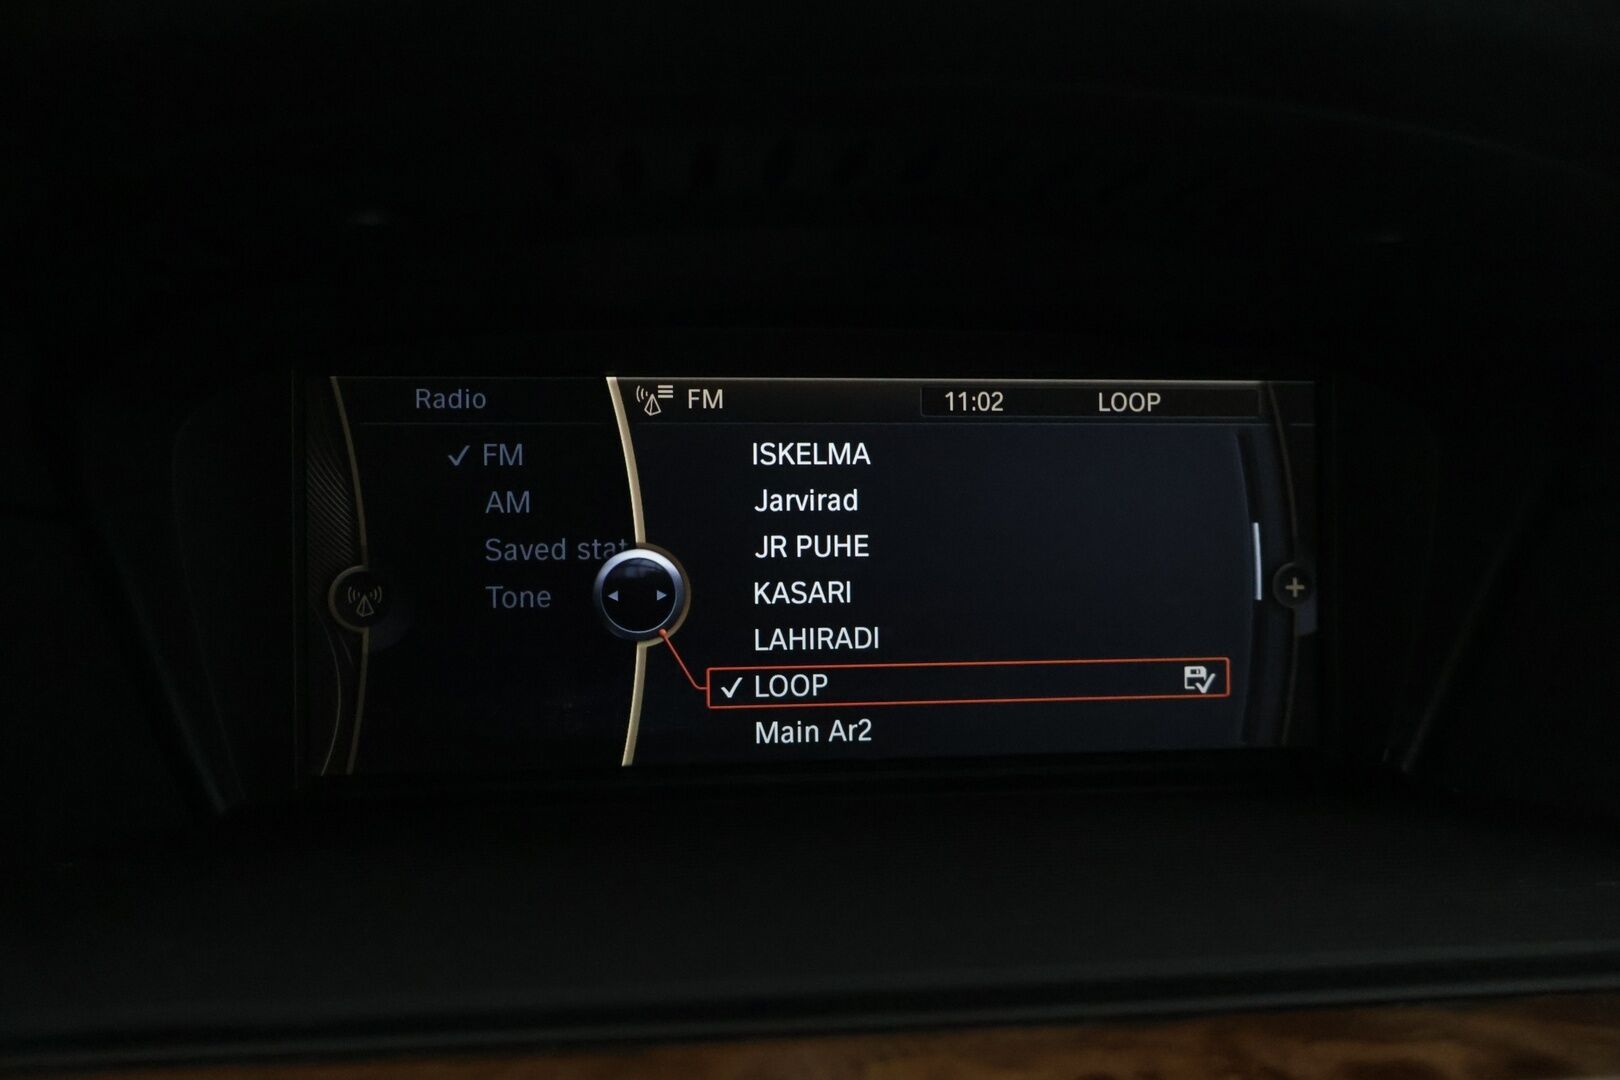 Radio
FM
11:02
LOOP
✓ FM
AM
Saved stat
Tone
ISKELMA
Jarvirad
JR PUHE
KASARI
LAHIRADI
✓ LOOP
Main Ar2